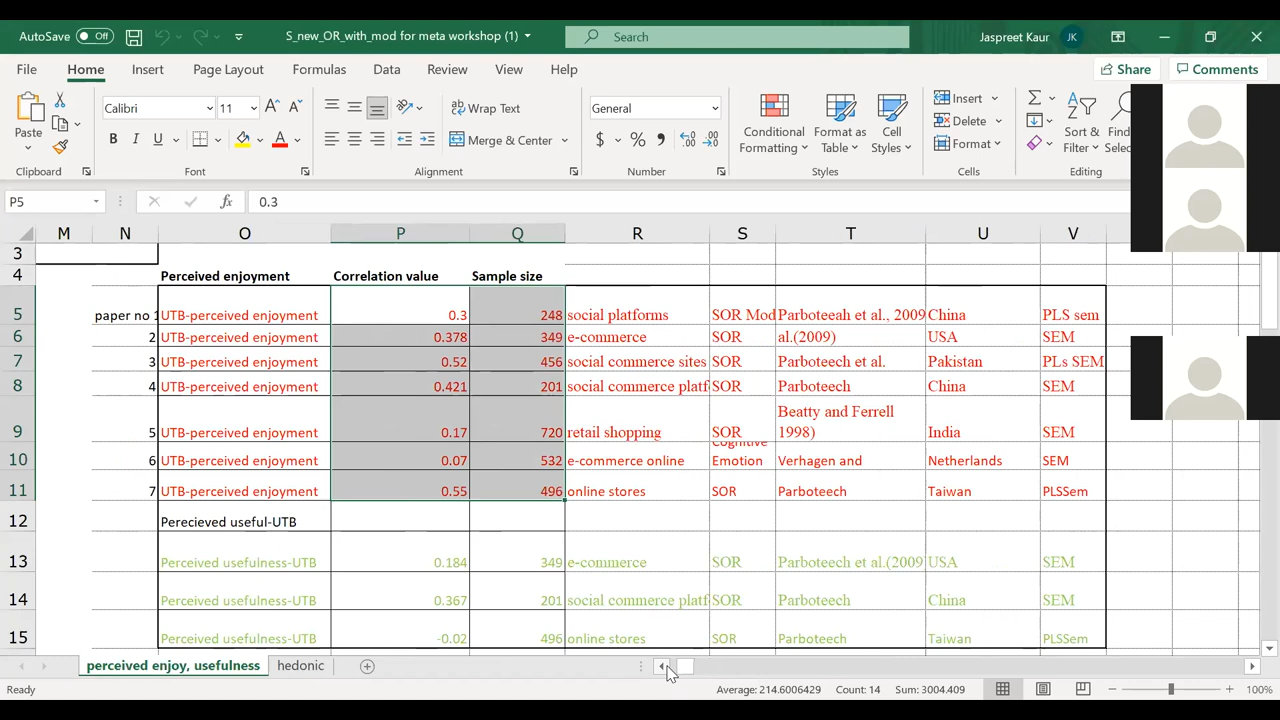 AutoSave Off S_new_OR_with_mod for meta workshop (1) Search Jaspreet Kaur JK
File Home Insert Page Layout Formulas Data Review View Help Share Comments
Paste Calibri 11 Wrap Text General Conditional Formatting Format as Table Cell Styles Insert Sort & Filter
B I U Merge & Center $ % Delete Format
Clipboard Font Alignment Number Styles Cells Editing
P5 fx 0.3
M N O P Q R S T U V
3
4 Perceived enjoyment Correlation value Sample size
5 paper no UTB-perceived enjoyment 0.3 248 social platforms SOR Mod Parboteeah et al., 2009 China PLS sem
6 2 UTB-perceived enjoyment 0.378 349 e-commerce SOR al.(2009) USA SEM
7 3 UTB-perceived enjoyment 0.52 456 social commerce sites SOR Parboteech et al. Pakistan PLs SEM
8 4 UTB-perceived enjoyment 0.421 201 social commerce platf SOR Parboteech China SEM
Beatty and Ferrell
9 5 UTB-perceived enjoyment 0.17 720 retail shopping SOR 1998) India SEM
Cognitive
10 6 UTB-perceived enjoyment 0.07 532 e-commerce online Emotion Verhagen and Netherlands SEM
11 7 UTB-perceived enjoyment 0.55 496 online stores SOR Parboteech Taiwan PLSSem
12 Perecieved useful-UTB
13 Perceived usefulness-UTB 0.184 349 e-commerce SOR Parboteech et al.(2009 USA SEM
14 Perceived usefulness-UTB 0.367 201 social commerce platf SOR Parboteech China SEM
15 Perceived usefulness-UTB -0.02 496 online stores SOR Parboteech Taiwan PLSSem
perceived enjoy, usefulness hedonic
Ready Average: 214.6006429 Count: 14 Sum: 3004.409 100%